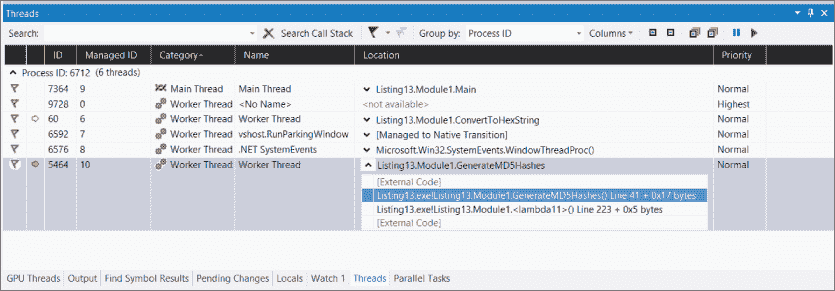 Threads
Search: Search Call Stack Group by: Process ID Columns
ID Managed ID Category Name Location Priority
Process ID: 6712 (6 threads)
7364 9 Main Thread Main Thread Listing13.Module1.Main Normal
9728 0 Worker Thread <No Name> <not available> Highest
60 6 Worker Thread Worker Thread Listing13.Module1.ConvertToHexString Normal
6592 7 Worker Thread vshost.RunParkingWindow [Managed to Native Transition] Normal
6576 8 Worker Thread .NET SystemEvents Microsoft.Win32.SystemEvents.WindowThreadProc() Normal
5464 10 Worker Thread Worker Thread Listing13.Module1.GenerateMD5Hashes Normal
[External Code]
Listing13.exe!Listing13.Module1.GenerateMD5Hashes() Line 41 + 0x17 bytes
Listing13.exe!Listing13.Module1.<lambda11>() Line 223 + 0x5 bytes
[External Code]
GPU Threads Output Find Symbol Results Pending Changes Locals Watch 1 Threads Parallel Tasks